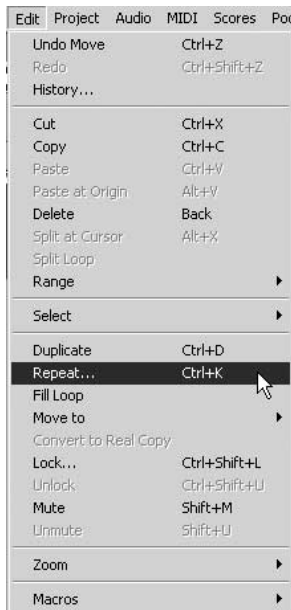 Edit Project Audio MIDI Scores
Undo Move Ctrl+Z
Redo Ctrl+Shift+Z
History...
Cut Ctrl+X
Copy Ctrl+C
Paste Ctrl+V
Paste at Origin Alt+V
Delete Back
Split at Cursor Alt+X
Split Loop
Range
Select
Duplicate Ctrl+D
Repeat... Ctrl+K
Fill Loop
Move to
Convert to Real Copy
Lock... Ctrl+Shift+L
Unlock Ctrl+Shift+U
Mute Shift+M
Unmute Shift+U
Zoom
Macros